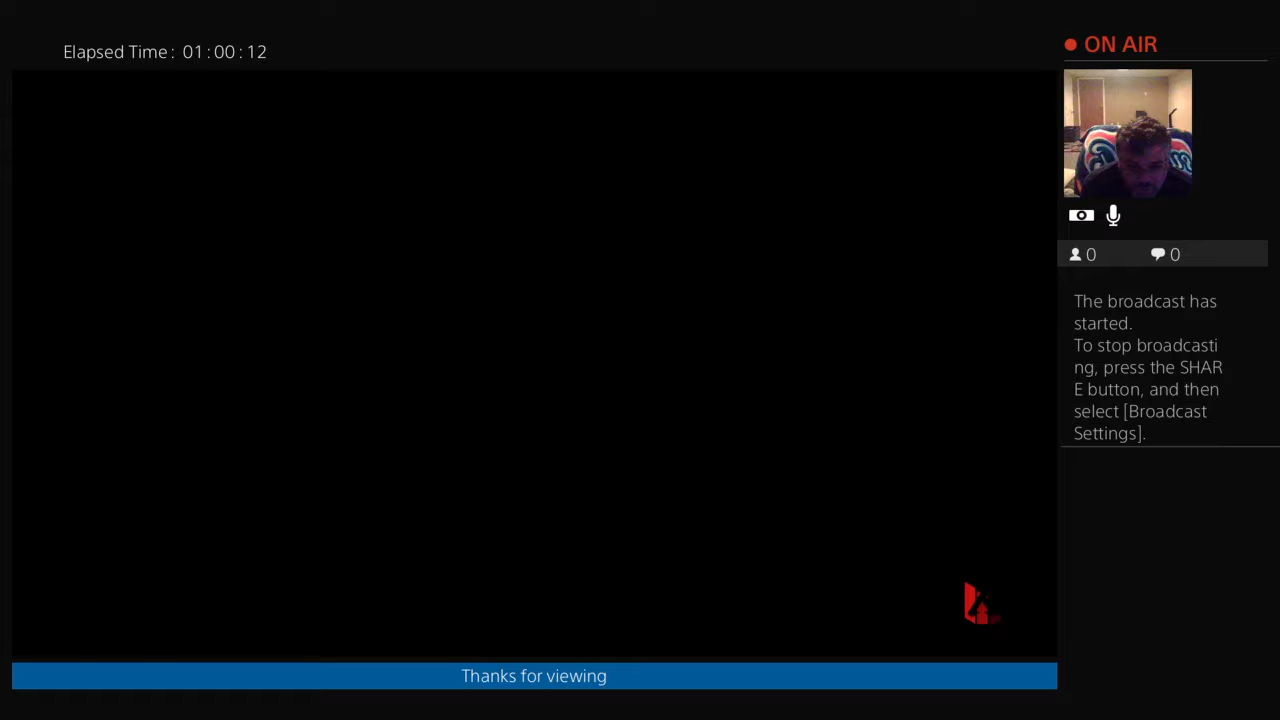 Elapsed Time: 01:00:12
ON AIR
0 0
The broadcast has
started.
To stop broadcasti
ng, press the SHAR
E button, and then
select [Broadcast
Settings].
Thanks for viewing